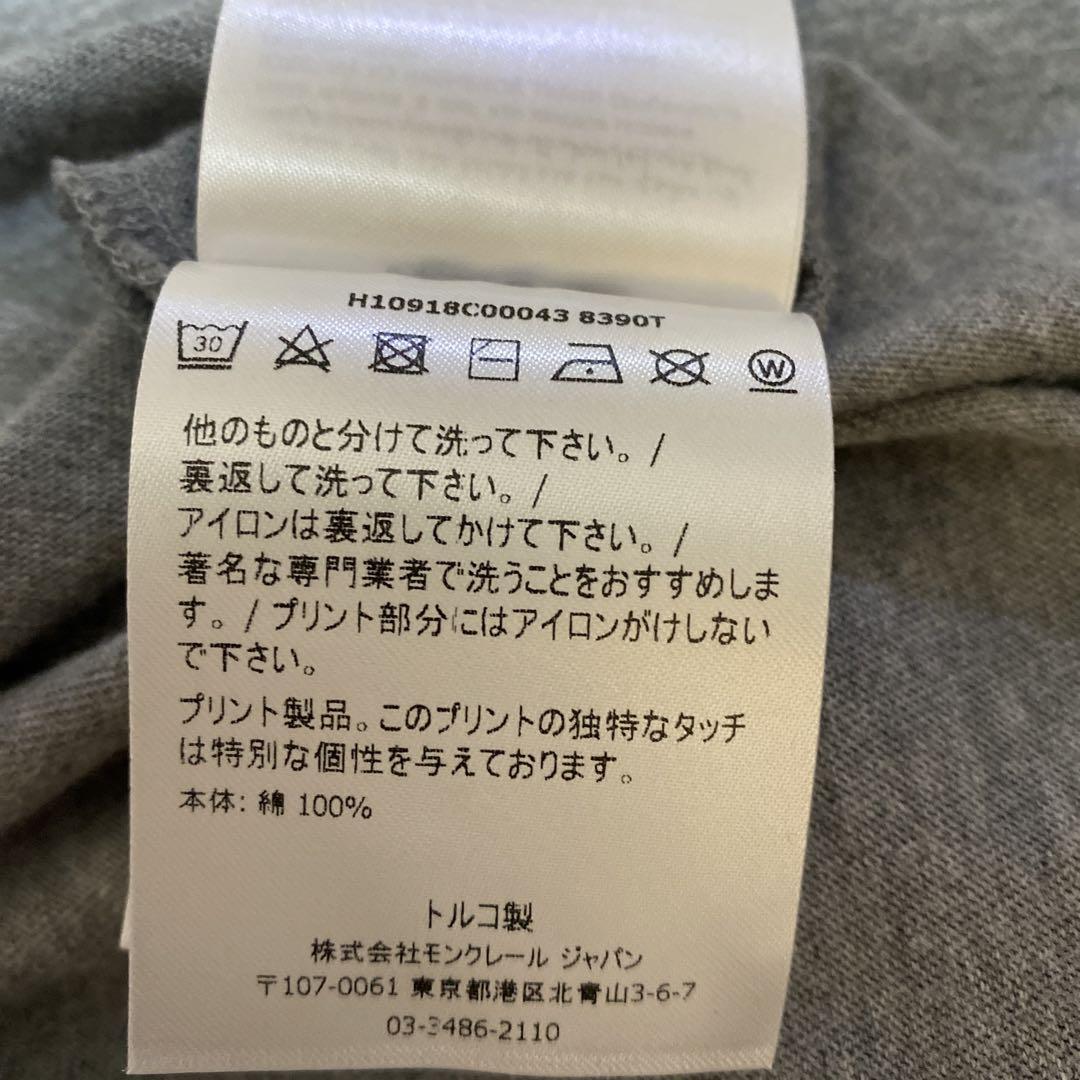 H10918C00043 8390T
30
W
他のものと分けて洗って下さい。/
裏返して洗って下さい。/
アイロンは裏返してかけて下さい。/
著名な専門業者で洗うことをおすすめしま
す。/ プリント部分にはアイロンがけしない
で下さい。
プリント製品。このプリントの独特なタッチ
は特別な個性を与えております。
本体: 綿 100%
トルコ製
株式会社モンクレール ジャパン
〒107-0061 東京都港区北青山3-6-7
03-3486-2110